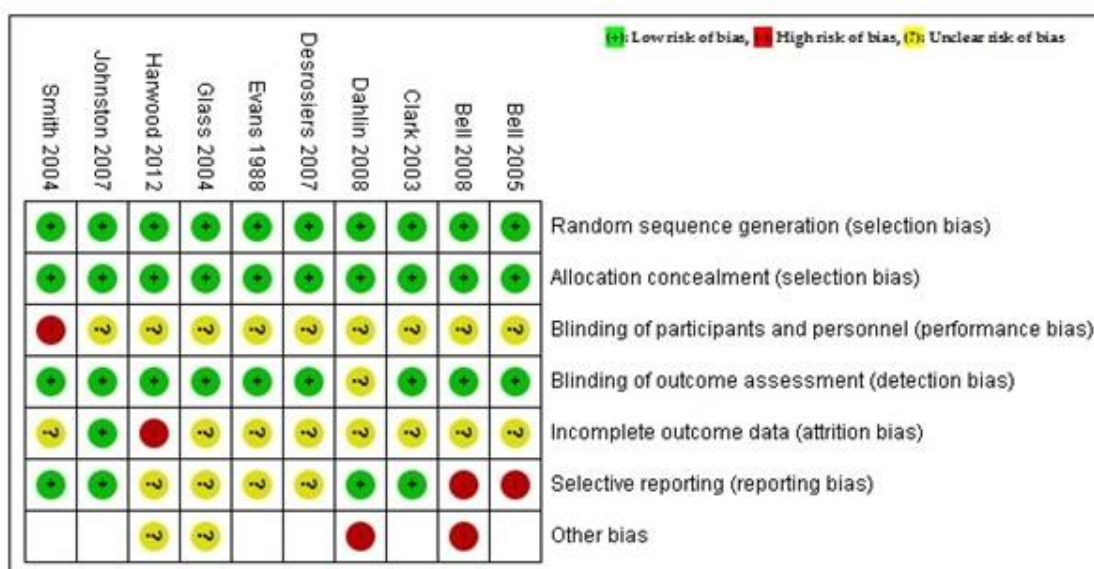 (+): Low risk of bias, (-): High risk of bias, (?): Unclear risk of bias
Smith 2004
Johnston 2007
Harwood 2012
Glass 2004
Evans 1988
Desrosiers 2007
Dahlin 2008
Clark 2003
Bell 2008
Bell 2005
+ + + + + + + + + + Random sequence generation (selection bias)
+ + + + + + + + + + Allocation concealment (selection bias)
? ? ? ? ? ? ? ? ? Blinding of participants and personnel (performance bias)
+ + + + + + ? + + + Blinding of outcome assessment (detection bias)
? + ? ? ? ? ? ? ? Incomplete outcome data (attrition bias)
+ + ? ? ? ? + + Selective reporting (reporting bias)
? ? Other bias